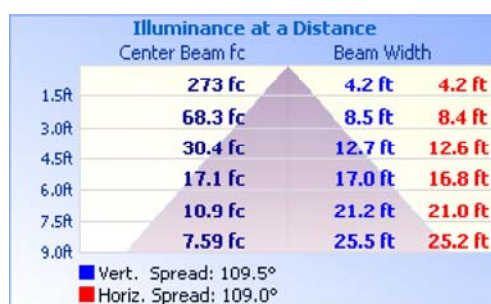 Illuminance at a Distance
Center Beam fc Beam Width
273 fc 4.2 ft 4.2 ft
1.5ft
68.3 fc 8.5 ft 8.4 ft
3.0ft
30.4 fc 12.7 ft 12.6 ft
4.5ft
17.1 fc 17.0 ft 16.8 ft
6.0ft
10.9 fc 21.2 ft 21.0 ft
7.5ft
7.59 fc 25.5 ft 25.2 ft
9.0ft
Vert. Spread: 109.5°
Horiz. Spread: 109.0°